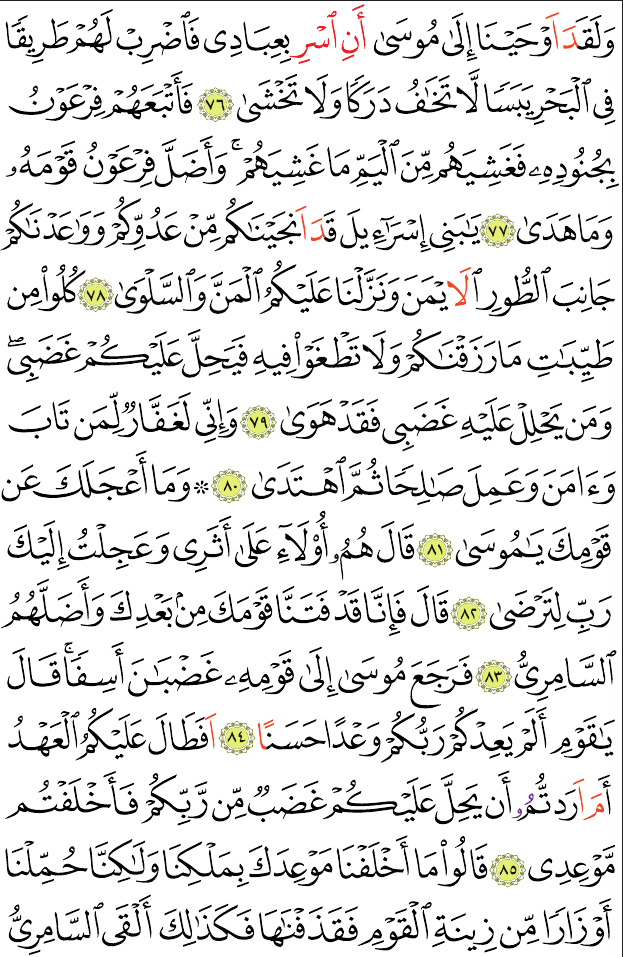 وَلَقَدَ اَوْحَيْنَا إِلَىٰ مُوسَىٰ أَنِ اِسْرِ بِعِبَادِى فَٱضْرِبْ لَهُمْ طَرِيقًا
فِى ٱلْبَحْرِ يَبَسًا لَّا تَخَٰفُ دَرَكًا وَلَا تَخْشَىٰ ٧٦ فَأَتْبَعَهُمْ فِرْعَوْنُ
بِجُنُودِهِۦ فَغَشِيَهُم مِّنَ ٱلْيَمِّ مَا غَشِيَهُمْ ۚ وَأَضَلَّ فِرْعَوْنُ قَوْمَهُۥ
وَمَا هَدَىٰ ٧٧ يَٰبَنِى إِسْرَآءِيلَ قَدَ اَنجَيْنَٰكُم مِّنْ عَدُوِّكُمْ وَوَٰعَدْنَٰكُمْ
جَانِبَ ٱلطُّورِ ٱلَايْمَنَ وَنَزَّلْنَا عَلَيْكُمُ ٱلْمَنَّ وَٱلسَّلْوَىٰ ٧٨ كُلُوا۟ مِن
طَيِّبَٰتِ مَا رَزَقْنَٰكُمْ وَلَا تَطْغَوْا۟ فِيهِ فَيَحِلَّ عَلَيْكُمْ غَضَبِى ۖ
وَمَن يَحْلِلْ عَلَيْهِ غَضَبِى فَقَدْ هَوَىٰ ٧٩ وَإِنِّى لَغَفَّارٌ لِّمَن تَابَ
وَءَامَنَ وَعَمِلَ صَٰلِحًا ثُمَّ ٱهْتَدَىٰ ٨٠ ۞ وَمَا أَعْجَلَكَ عَن
قَوْمِكَ يَٰمُوسَىٰ ٨١ قَالَ هُمُۥ أُو۟لَآءِ عَلَىٰ أَثَرِى وَعَجِلْتُ إِلَيْكَ
رَبِّ لِتَرْضَىٰ ٨٢ قَالَ فَإِنَّا قَدْ فَتَنَّا قَوْمَكَ مِنۢ بَعْدِكَ وَأَضَلَّهُمُ
ٱلسَّامِرِىُّ ٨٣ فَرَجَعَ مُوسَىٰ إِلَىٰ قَوْمِهِۦ غَضْبَٰنَ أَسِفًا ۚ قَالَ
يَٰقَوْمِ أَلَمْ يَعِدْكُمْ رَبُّكُمْ وَعْدًا حَسَنًا ٨٤ اَفَطَالَ عَلَيْكُمُ ٱلْعَهْدُ
أَمَ اَرَدتُّمُۥ أَن يَحِلَّ عَلَيْكُمْ غَضَبٌ مِّن رَّبِّكُمْ فَأَخْلَفْتُم
مَّوْعِدِى ٨٥ قَالُوا۟ مَا أَخْلَفْنَا مَوْعِدَكَ بِمَلْكِنَا وَلَٰكِنَّا حُمِّلْنَا
أَوْزَارًا مِّن زِينَةِ ٱلْقَوْمِ فَقَذَفْنَٰهَا فَكَذَٰلِكَ أَلْقَى ٱلسَّامِرِىُّ